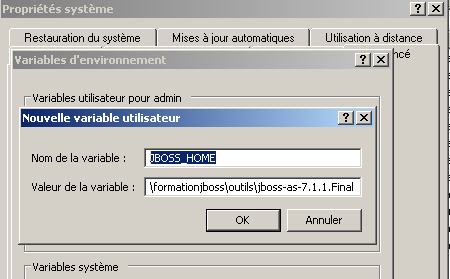 Propriétés système
Restauration du système Mises à jour automatiques Utilisation à distance
Variables d'environnement
Variables utilisateur pour admin
Nouvelle variable utilisateur
Nom de la variable : JBOSS_HOME
Valeur de la variable : \formationjboss\outils\jboss-as-7.1.1.Final
OK Annuler
Variables système